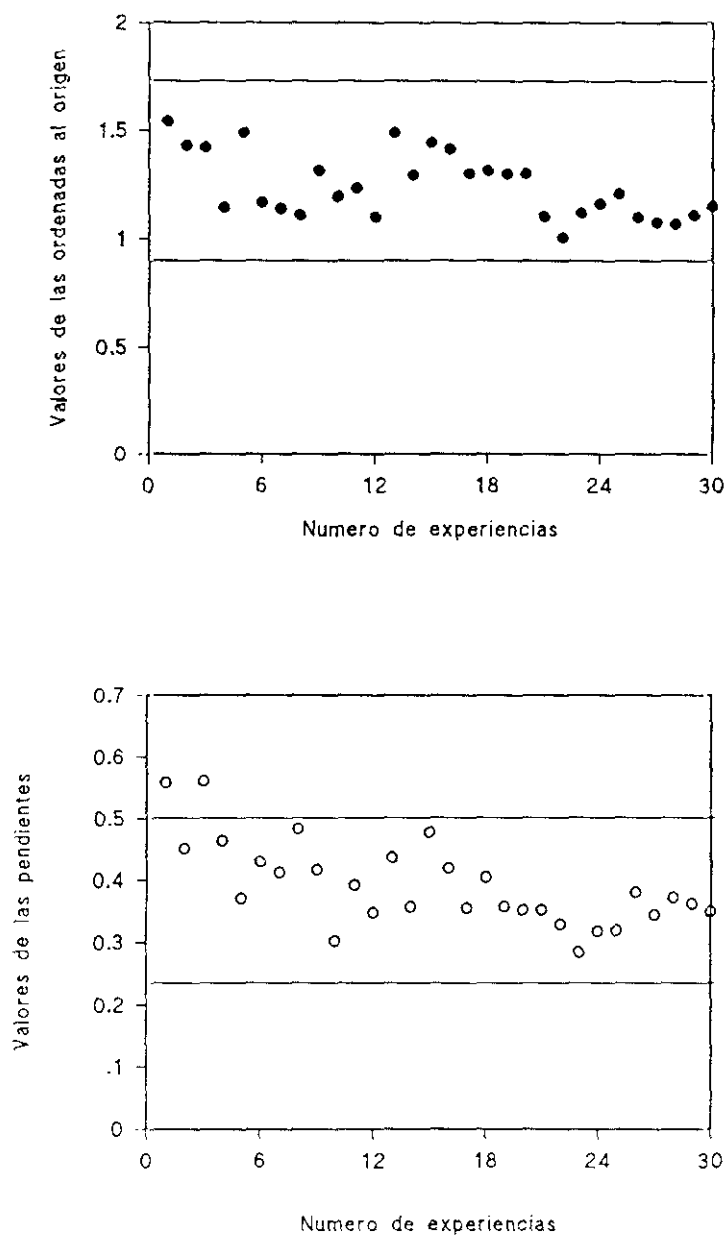 Valores de las ordenadas al origen
2
1.5
1
0.5
0
0 6 12 18 24 30
Numero de experiencias
Valores de las pendientes
0.7
0.6
0.5
0.4
0.3
0.2
.1
0
0 6 12 18 24 30
Numero de experiencias